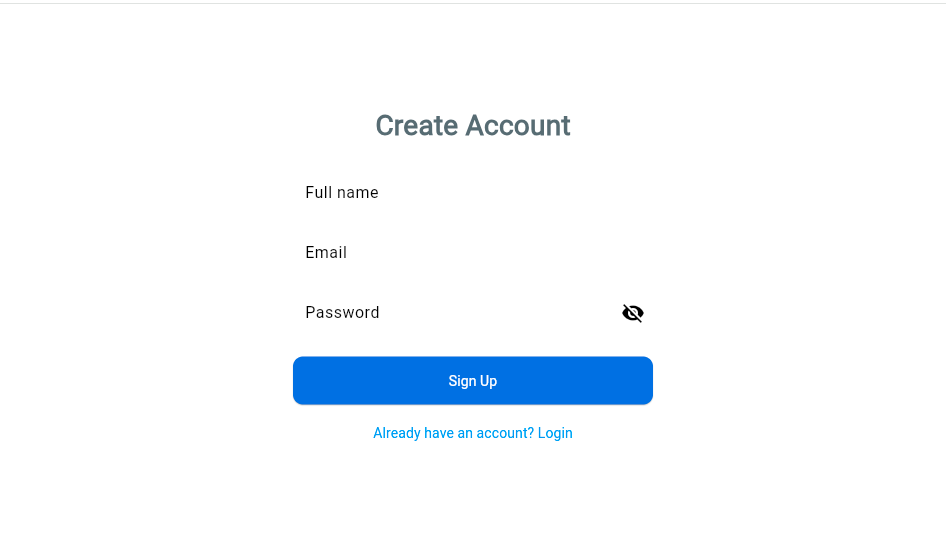 Create Account
Full name
Email
Password
Sign Up
Already have an account? Login